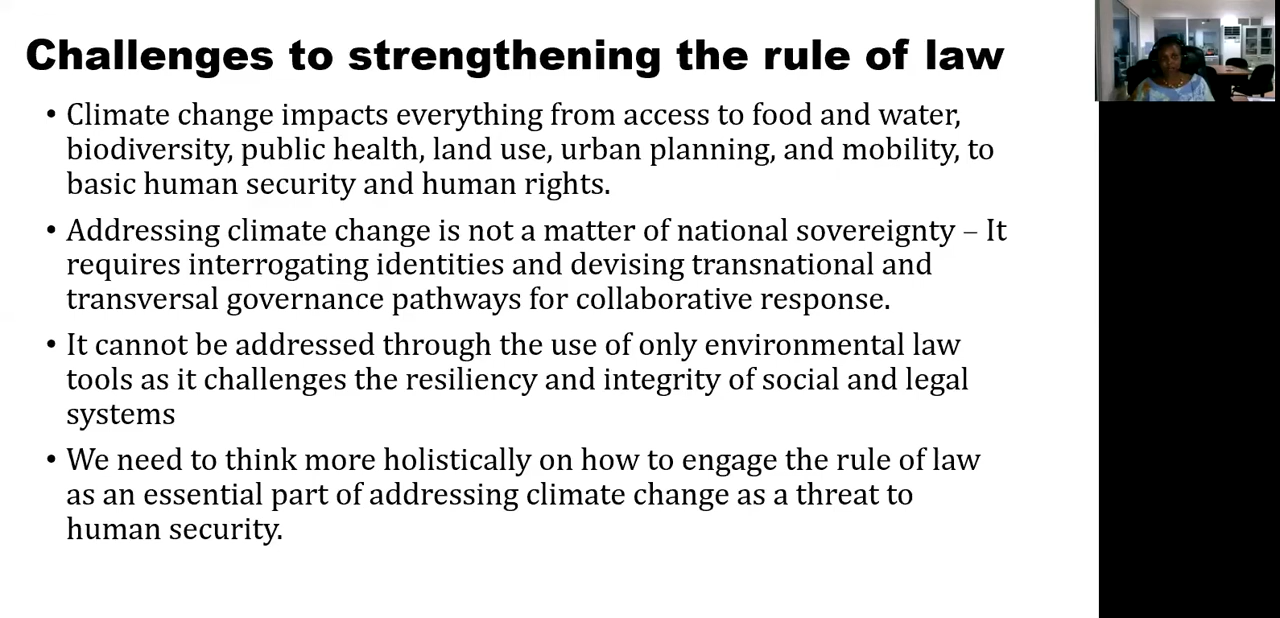 Challenges to strengthening the rule of law
• Climate change impacts everything from access to food and water,
biodiversity, public health, land use, urban planning, and mobility, to
basic human security and human rights.
• Addressing climate change is not a matter of national sovereignty – It
requires interrogating identities and devising transnational and
transversal governance pathways for collaborative response.
• It cannot be addressed through the use of only environmental law
tools as it challenges the resiliency and integrity of social and legal
systems
• We need to think more holistically on how to engage the rule of law
as an essential part of addressing climate change as a threat to
human security.